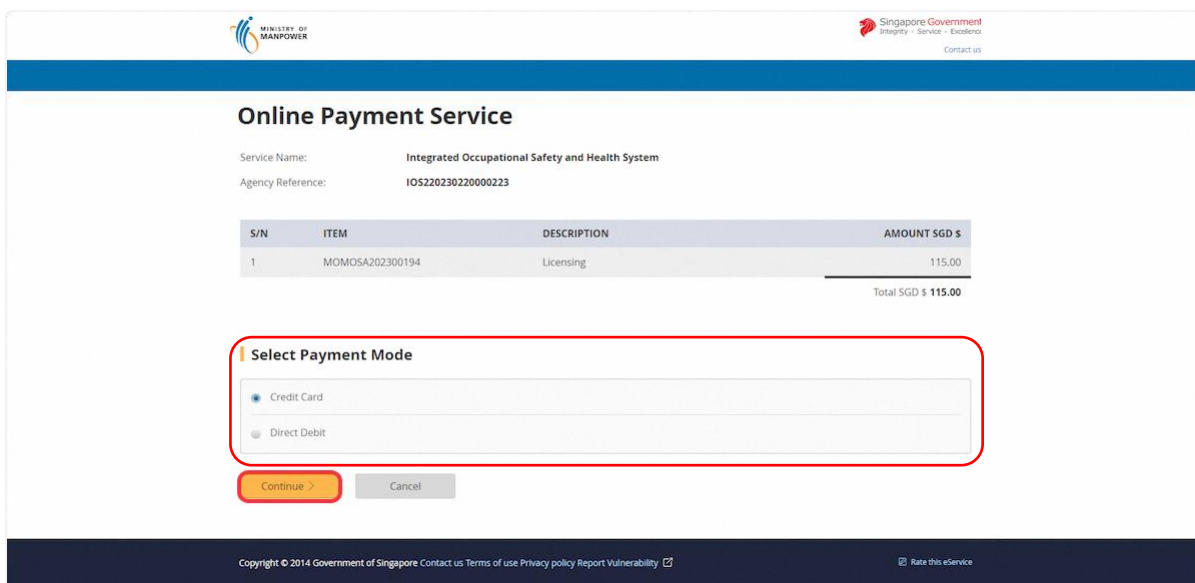 MINISTRY OF
MANPOWER
Singapore Government
Integrity · Service · Excellenc
Contact us
Online Payment Service
Service Name: Integrated Occupational Safety and Health System
Agency Reference: IOS220230220000223
S/N ITEM DESCRIPTION AMOUNT SGD $
1 MOMOSA202300194 Licensing 115.00
Total SGD $ 115.00
Select Payment Mode
Credit Card
Direct Debit
Continue > Cancel
Copyright © 2014 Government of Singapore Contact us Terms of use Privacy policy Report Vulnerability Rate this eService